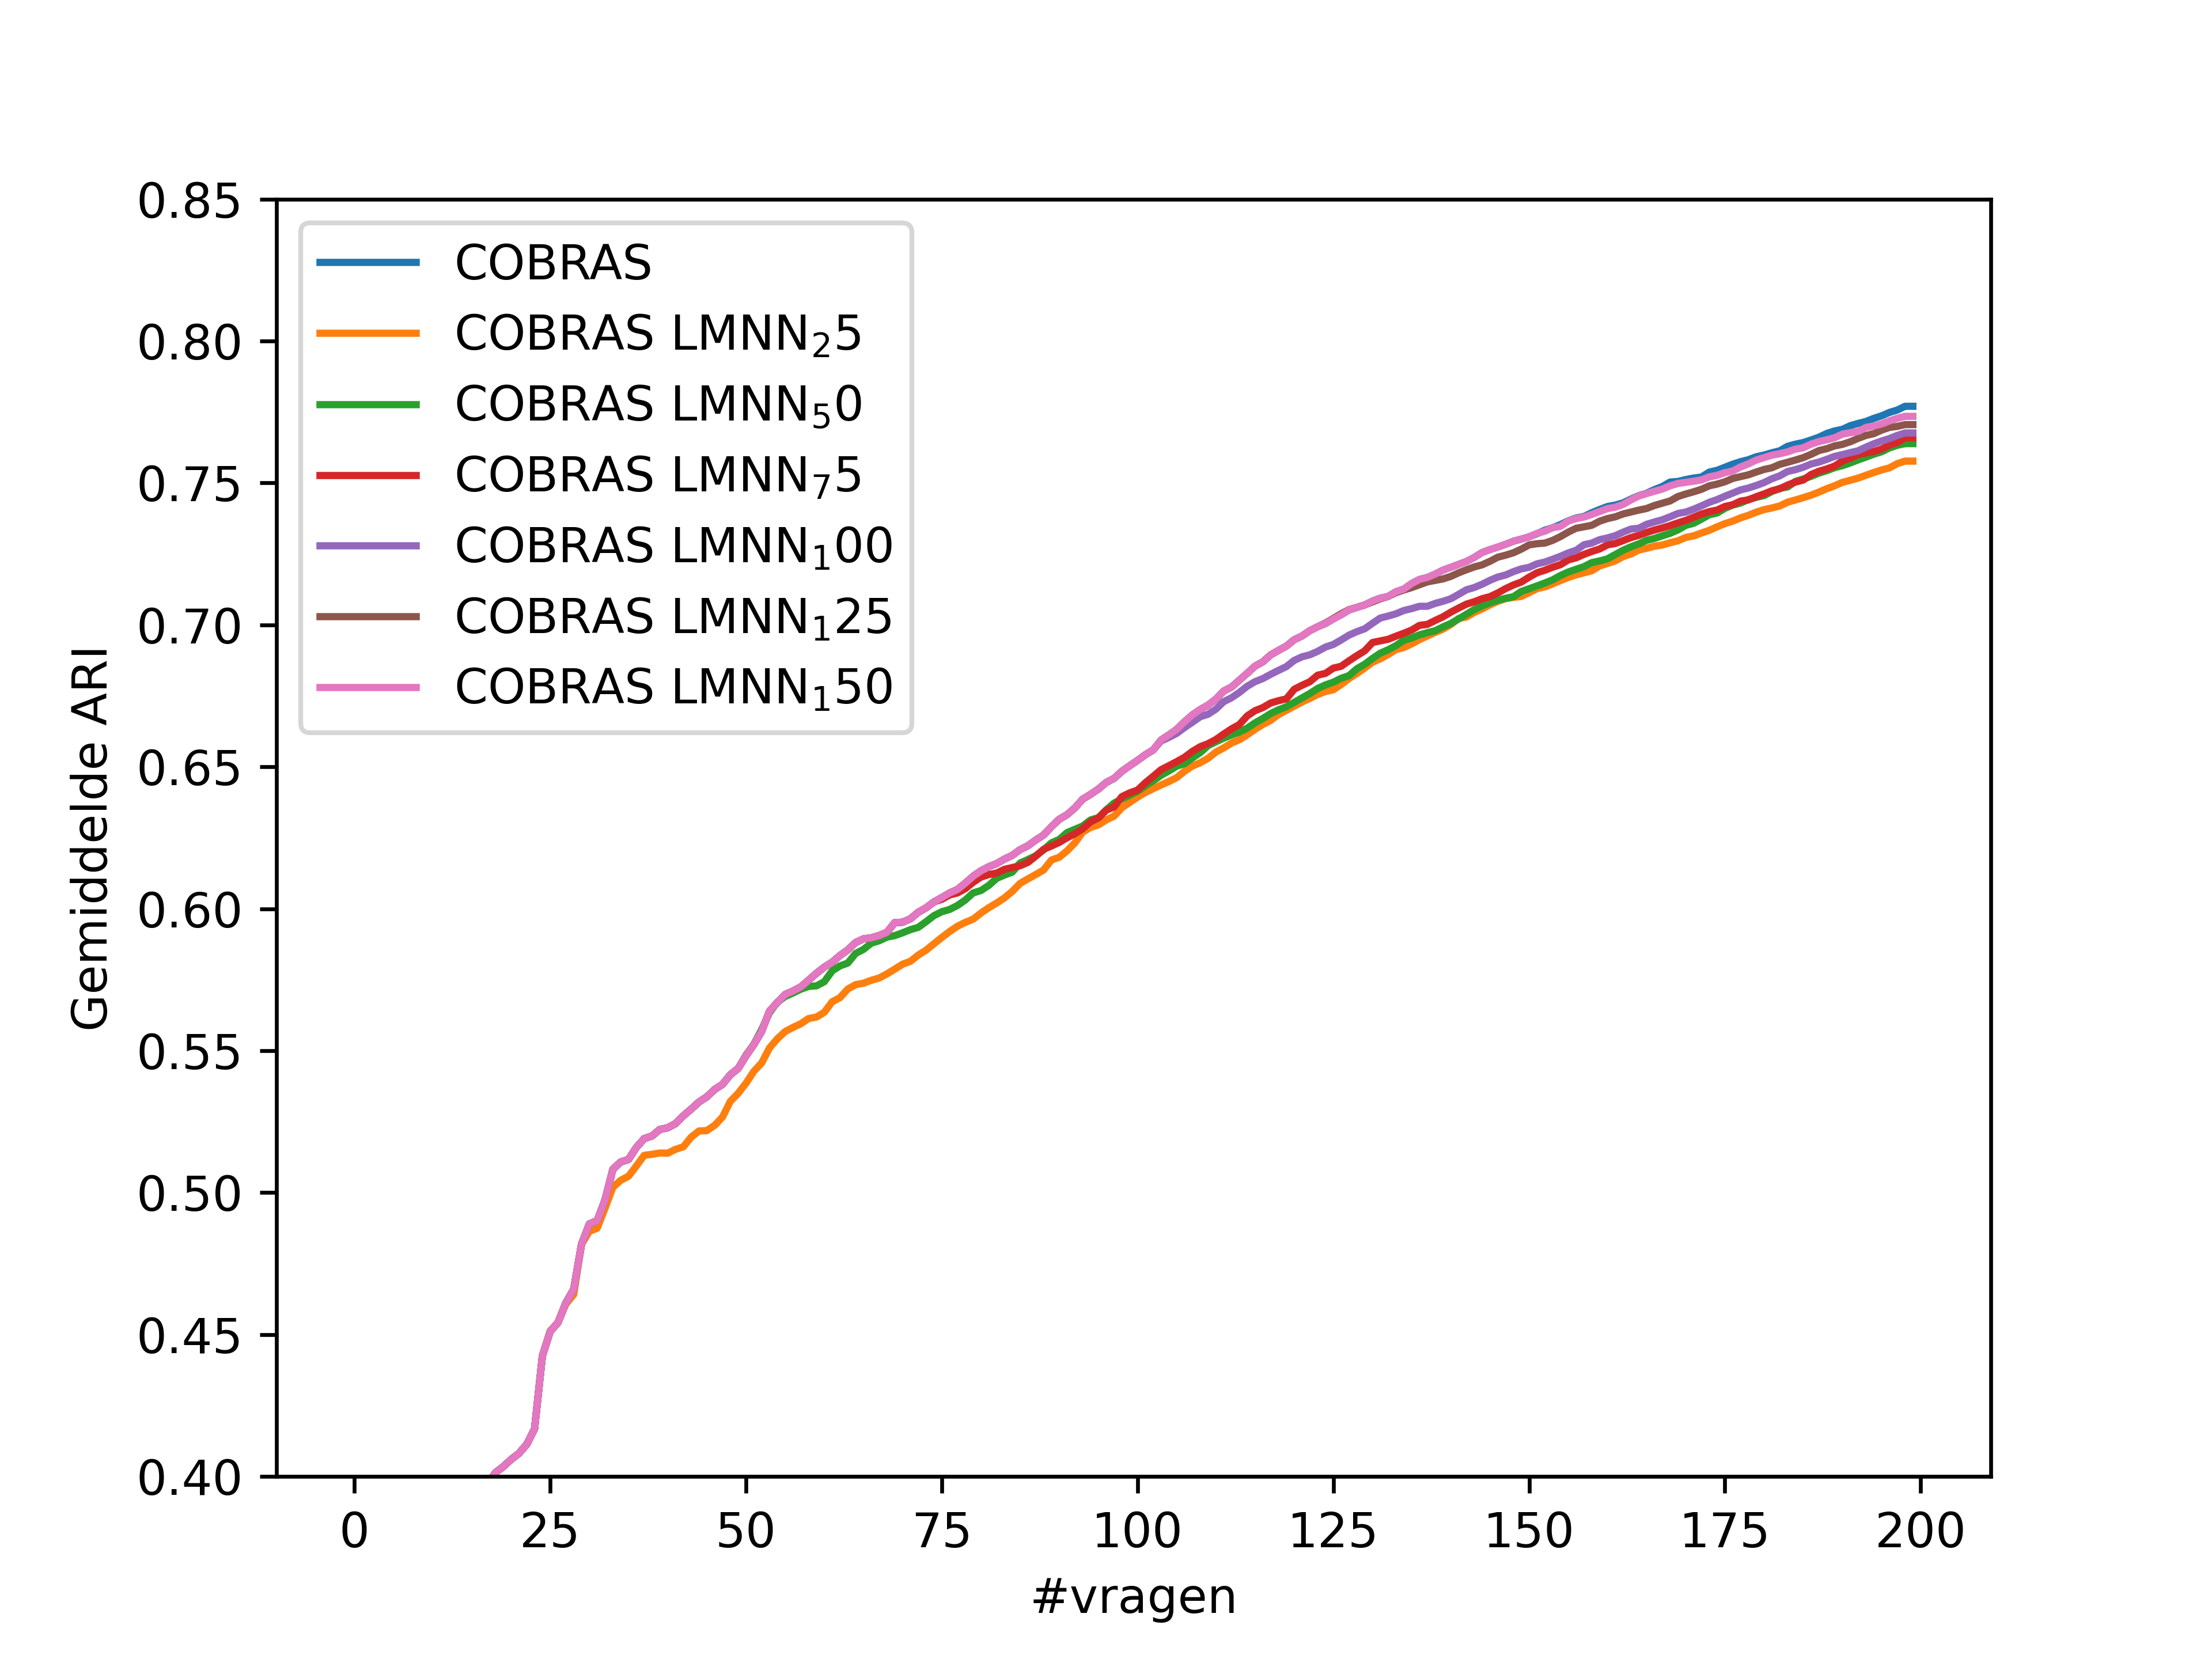 0.85
0.80
0.75
0.70
0.65
0.60
0.55
0.50
0.45
0.40
Gemiddelde ARI
COBRAS
COBRAS LMNN₂5
COBRAS LMNN₅0
COBRAS LMNN₇5
COBRAS LMNN₁00
COBRAS LMNN₁25
COBRAS LMNN₁50
0 25 50 75 100 125 150 175 200
#vragen